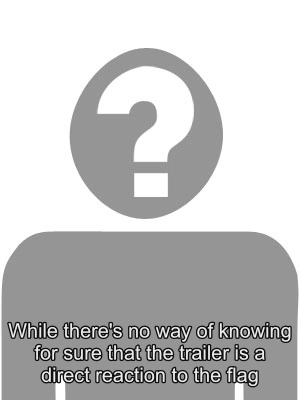 ?
While there's no way of knowing
for sure that the trailer is a
direct reaction to the flag